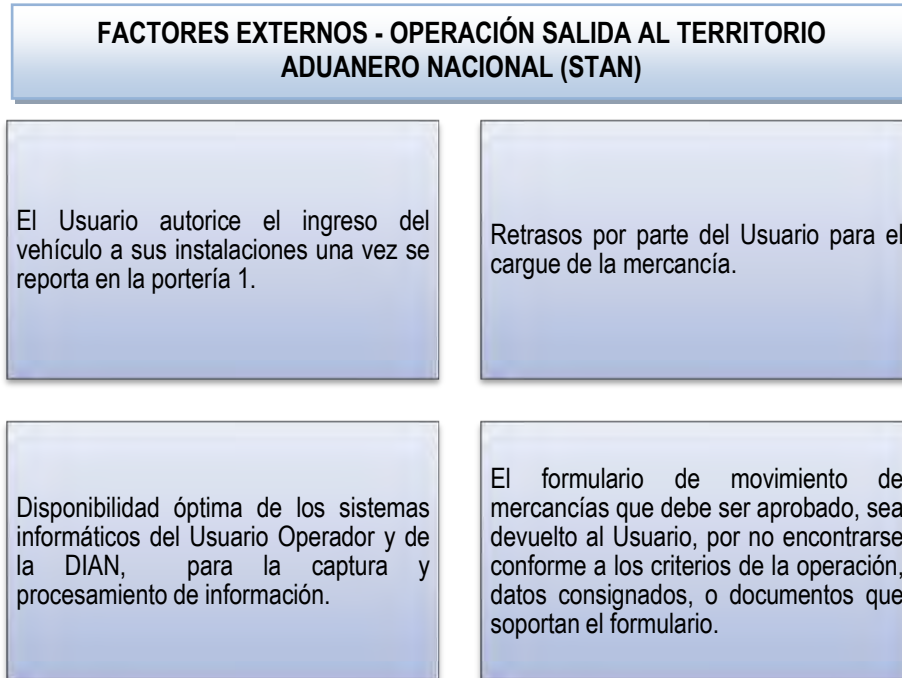 FACTORES EXTERNOS - OPERACIÓN SALIDA AL TERRITORIO
ADUANERO NACIONAL (STAN)
El Usuario autorice el ingreso del
vehículo a sus instalaciones una vez se
reporta en la portería 1.
Retrasos por parte del Usuario para el
cargue de la mercancía.
Disponibilidad óptima de los sistemas
informáticos del Usuario Operador y de
la DIAN, para la captura y
procesamiento de información.
El formulario de movimiento de
mercancías que debe ser aprobado, sea
devuelto al Usuario, por no encontrarse
conforme a los criterios de la operación,
datos consignados, o documentos que
soportan el formulario.